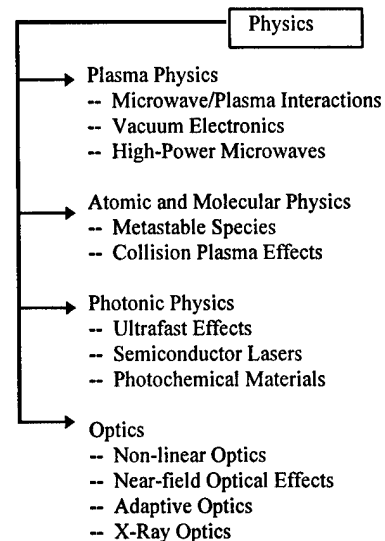 Physics
Plasma Physics
-- Microwave/Plasma Interactions
-- Vacuum Electronics
-- High-Power Microwaves
Atomic and Molecular Physics
-- Metastable Species
-- Collision Plasma Effects
Photonic Physics
-- Ultrafast Effects
-- Semiconductor Lasers
-- Photochemical Materials
Optics
-- Non-linear Optics
-- Near-field Optical Effects
-- Adaptive Optics
-- X-Ray Optics